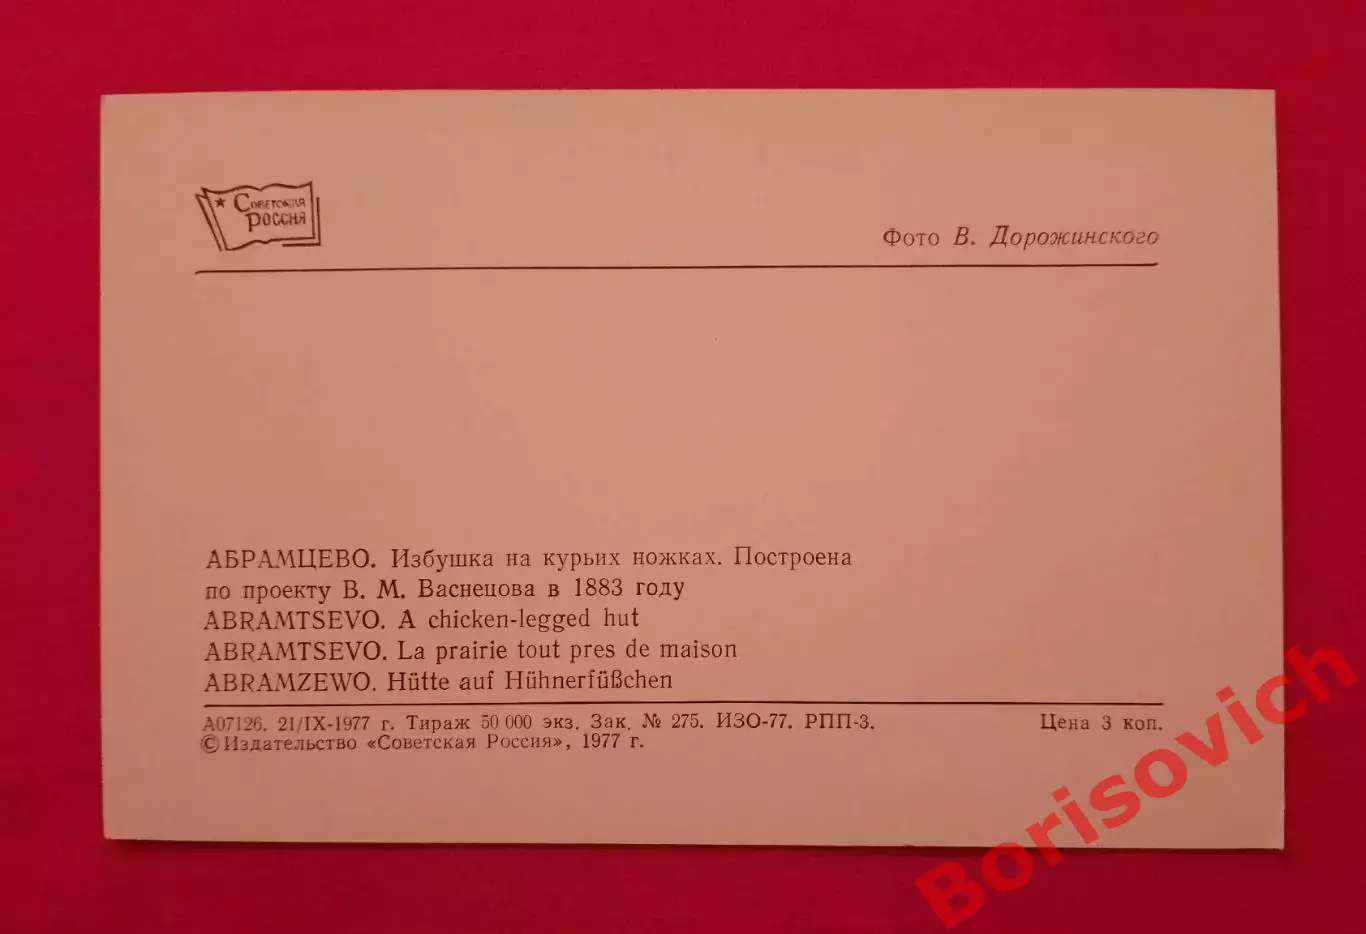 ★ Советская
Россия
Фото В. Дорожинского
АБРАМЦЕВО. Избушка на курьих ножках. Построена
по проекту В. М. Васнецова в 1883 году
ABRAMTSEVO. A chicken-legged hut
ABRAMTSEVO. La prairie tout pres de maison
ABRAMZEWO. Hütte auf Hühnerfüßchen
А07126. 21/IX-1977 г. Тираж 50 000 экз. Зак. № 275. ИЗО-77. РПП-3. Цена 3 коп.
© Издательство «Советская Россия», 1977 г.
Borisovich